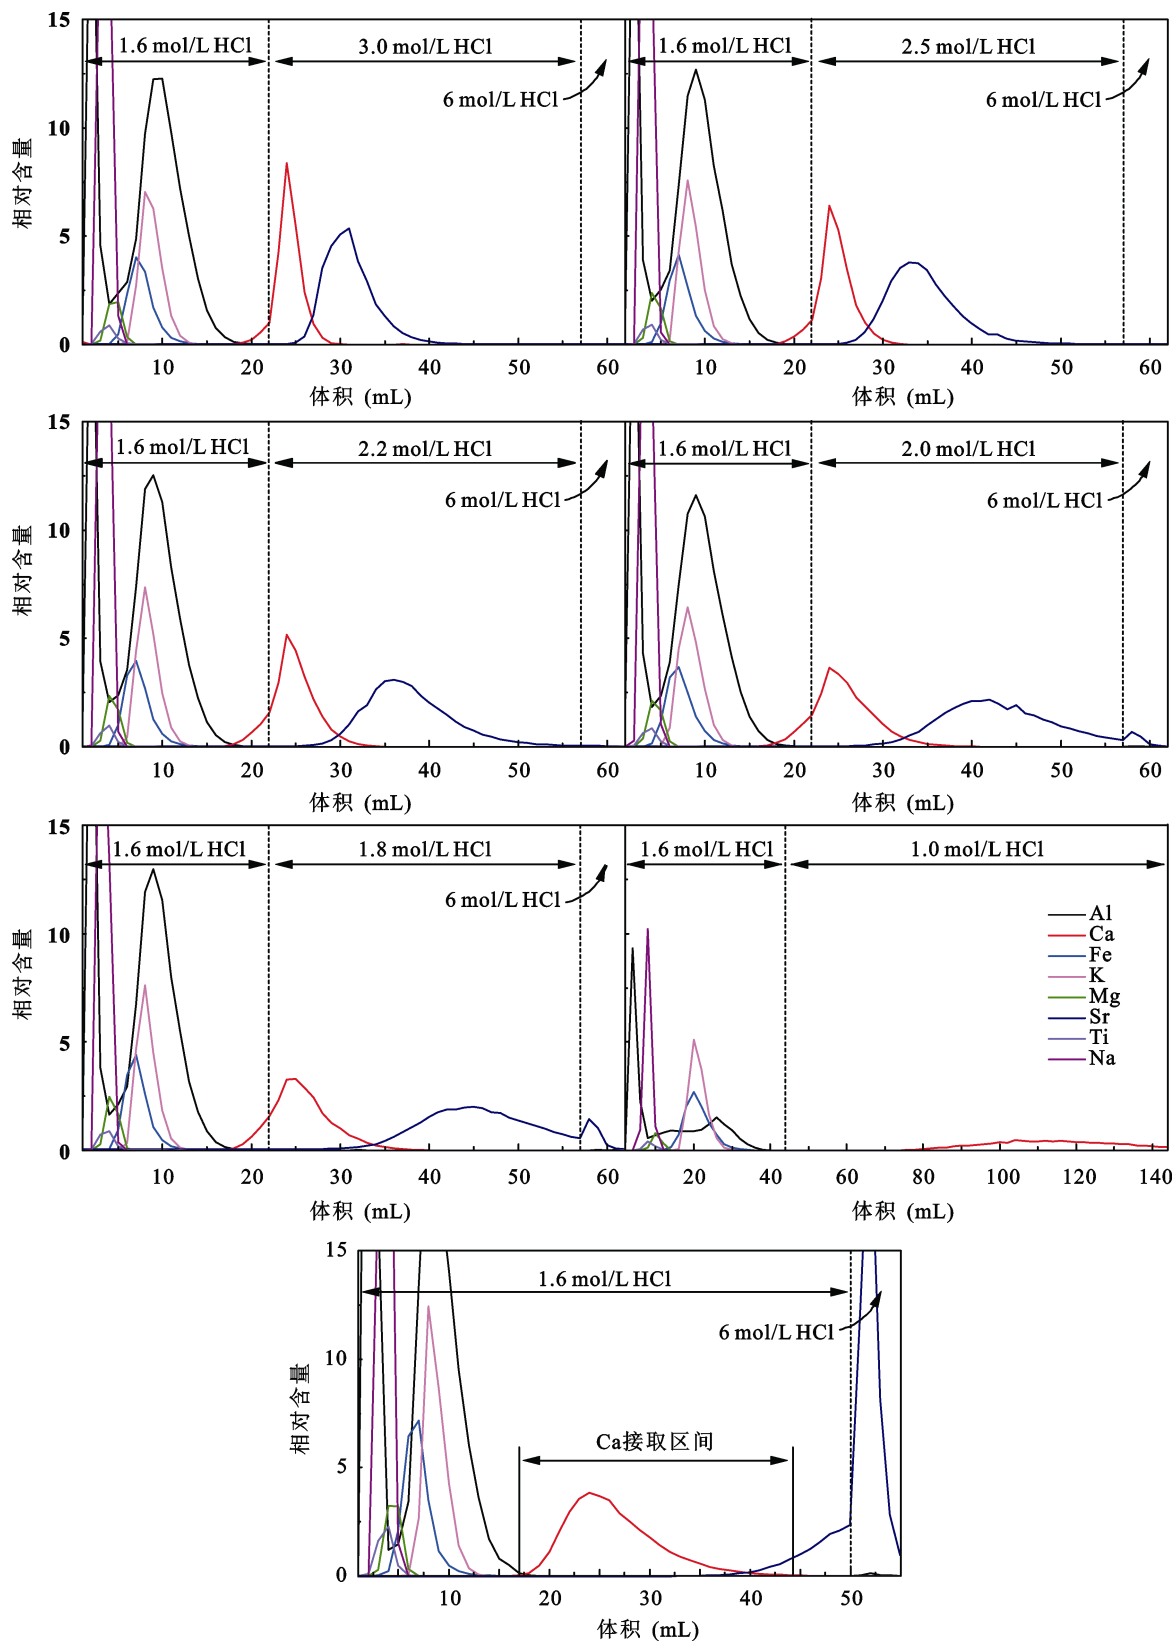 15
1.6 mol/L HCl
3.0 mol/L HCl
6 mol/L HCl
10
5
0
相对含量
10 20 30 40 50 60
体积 (mL)
1.6 mol/L HCl
2.5 mol/L HCl
6 mol/L HCl
10 20 30 40 50 60
体积 (mL)
15
1.6 mol/L HCl
2.2 mol/L HCl
6 mol/L HCl
10
5
0
相对含量
10 20 30 40 50 60
体积 (mL)
1.6 mol/L HCl
2.0 mol/L HCl
6 mol/L HCl
10 20 30 40 50 60
体积 (mL)
15
1.6 mol/L HCl
1.8 mol/L HCl
6 mol/L HCl
10
5
0
相对含量
10 20 30 40 50 60
体积 (mL)
1.6 mol/L HCl
1.0 mol/L HCl
Al
Ca
Fe
K
Mg
Sr
Ti
Na
20 40 60 80 100 120 140
体积 (mL)
15
1.6 mol/L HCl
6 mol/L HCl
10
Ca接取区间
5
0
相对含量
10 20 30 40 50
体积 (mL)